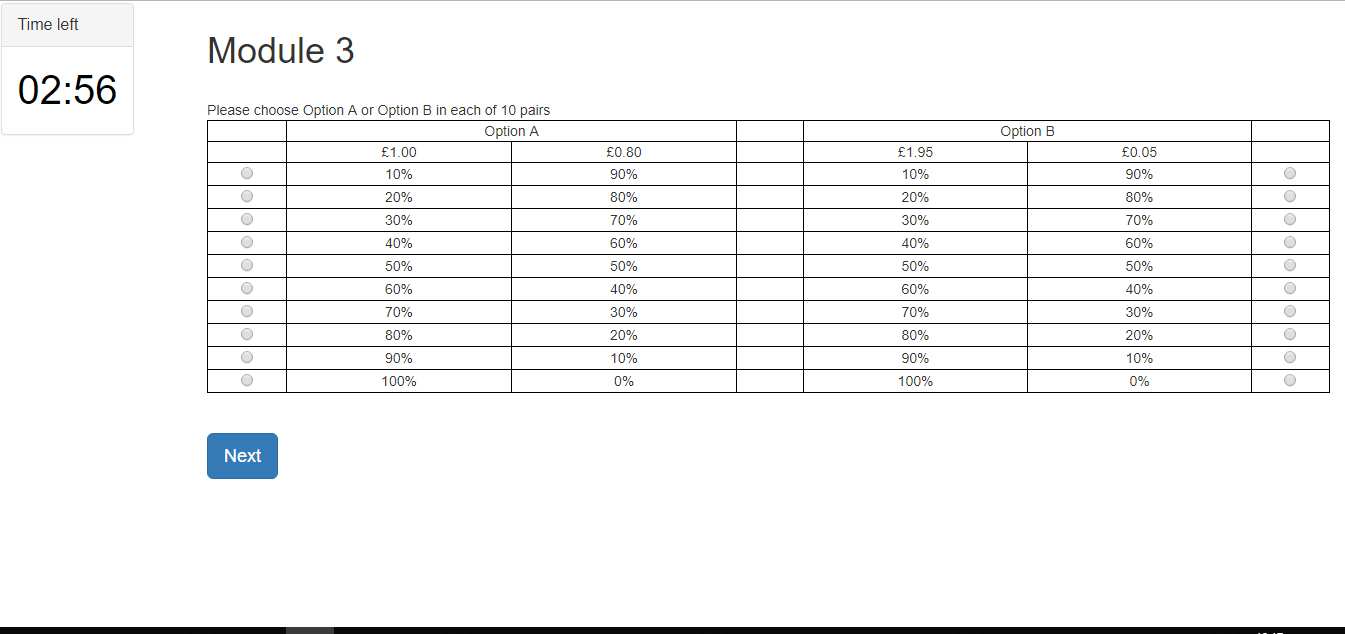 Time left
02:56
Module 3
Please choose Option A or Option B in each of 10 pairs
Option A Option B
£1.00 £0.80 £1.95 £0.05
10% 90% 10% 90%
20% 80% 20% 80%
30% 70% 30% 70%
40% 60% 40% 60%
50% 50% 50% 50%
60% 40% 60% 40%
70% 30% 70% 30%
80% 20% 80% 20%
90% 10% 90% 10%
100% 0% 100% 0%
Next